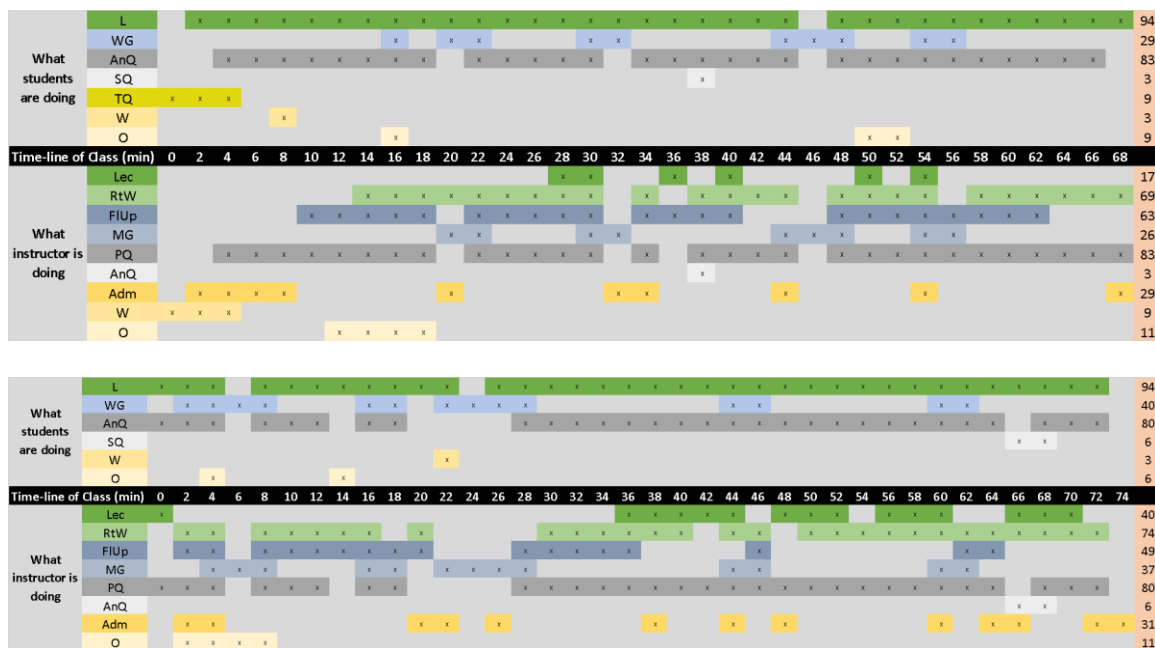 What students are doing
L x x x x x x x x x x x x x x x x x x x x x x x x x x x x x x x x x 94
WG x x x x x x x x x x 29
AnQ x x x x x x x x x x x x x x x x x x x x x x x x x x x x x 83
SQ x 3
TQ x x x 9
W x 3
O x x x 9
Time-line of Class (min) 0 2 4 6 8 10 12 14 16 18 20 22 24 26 28 30 32 34 36 38 40 42 44 46 48 50 52 54 56 58 60 62 64 66 68
What instructor is doing
Lec x x x x x x 17
RtW x x x x x x x x x x x x x x x x x x x x x x x x 69
FlUp x x x x x x x x x x x x x x x x x x x x x x 63
MG x x x x x x x x x 26
PQ x x x x x x x x x x x x x x x x x x x x x x x x x x x x x 83
AnQ x 3
Adm x x x x x x x x x x 29
W x x x 9
O x x x x 11
What students are doing
L x x x x x x x x x x x x x x x x x x x x x x x x x x x x x x x x x x x 94
WG x x x x x x x x x x x x x x 40
AnQ x x x x x x x x x x x x x x x x x x x x x x x x x x x x x x 80
SQ x x 6
W x 3
O x x 6
Time-line of Class (min) 0 2 4 6 8 10 12 14 16 18 20 22 24 26 28 30 32 34 36 38 40 42 44 46 48 50 52 54 56 58 60 62 64 66 68 70 72 74
What instructor is doing
Lec x x x x x x x x x x x x x x x 40
RtW x x x x x x x x x x x x x x x x x x x x x x x x x x x x 74
FlUp x x x x x x x x x x x x x x x x x 49
MG x x x x x x x x x x x x x 37
PQ x x x x x x x x x x x x x x x x x x x x x x x x x x x x x x 80
AnQ x x 6
Adm x x x x x x x x x x x x x 31
O x x x x 11